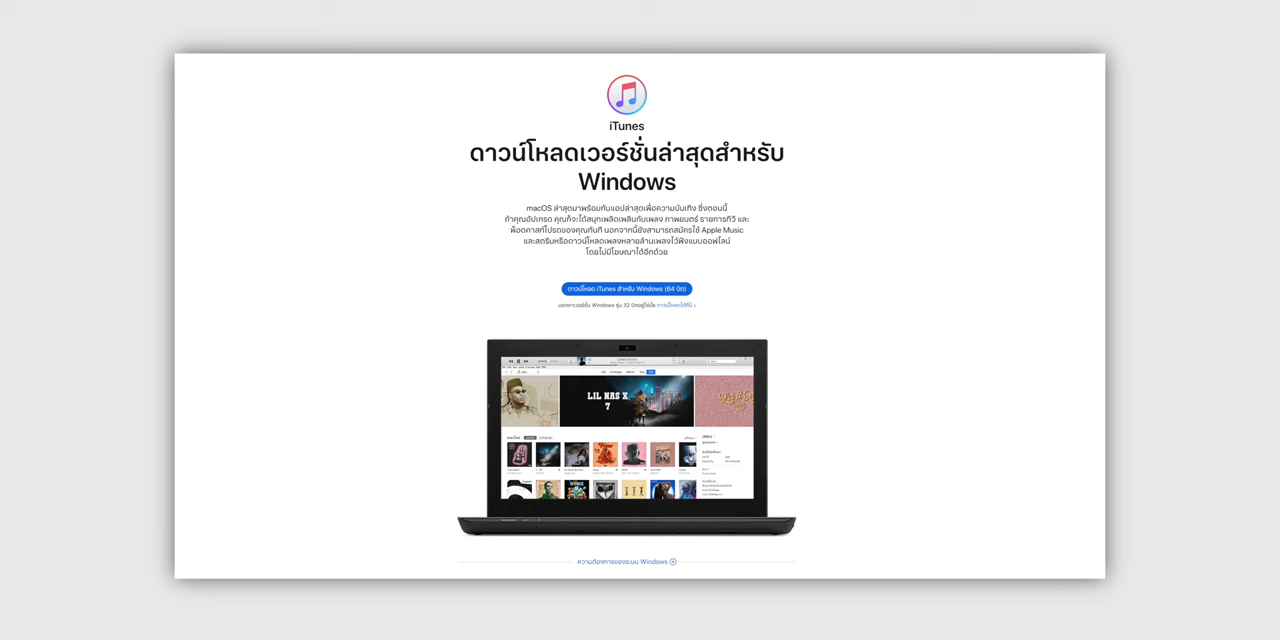 iTunes
ดาวน์โหลดเวอร์ชั่นล่าสุดสำหรับ
Windows
macOS ล่าสุดมาพร้อมกับแอปล่าสุดเพื่อความบันเทิง ซึ่งตอนนี้
ถ้าคุณอัปเกรด คุณก็จะได้สนุกเพลิดเพลินกับเพลง ภาพยนตร์ รายการทีวี และ
พ็อดคาสท์โปรดของคุณทันที นอกจากนี้ยังสามารถสมัครใช้ Apple Music
และสตรีมหรือดาวน์โหลดเพลงหลายล้านเพลงไว้ฟังแบบออฟไลน์
โดยไม่มีโฆษณาได้อีกด้วย
ดาวน์โหลด iTunes สำหรับ Windows (64 บิต)
มองหาเวอร์ชั่น Windows รุ่น 32 บิตอยู่ใช่มั้ย ดาวน์โหลดได้ที่นี่ ›
LIL NAS X
7
ความต้องการของระบบ Windows